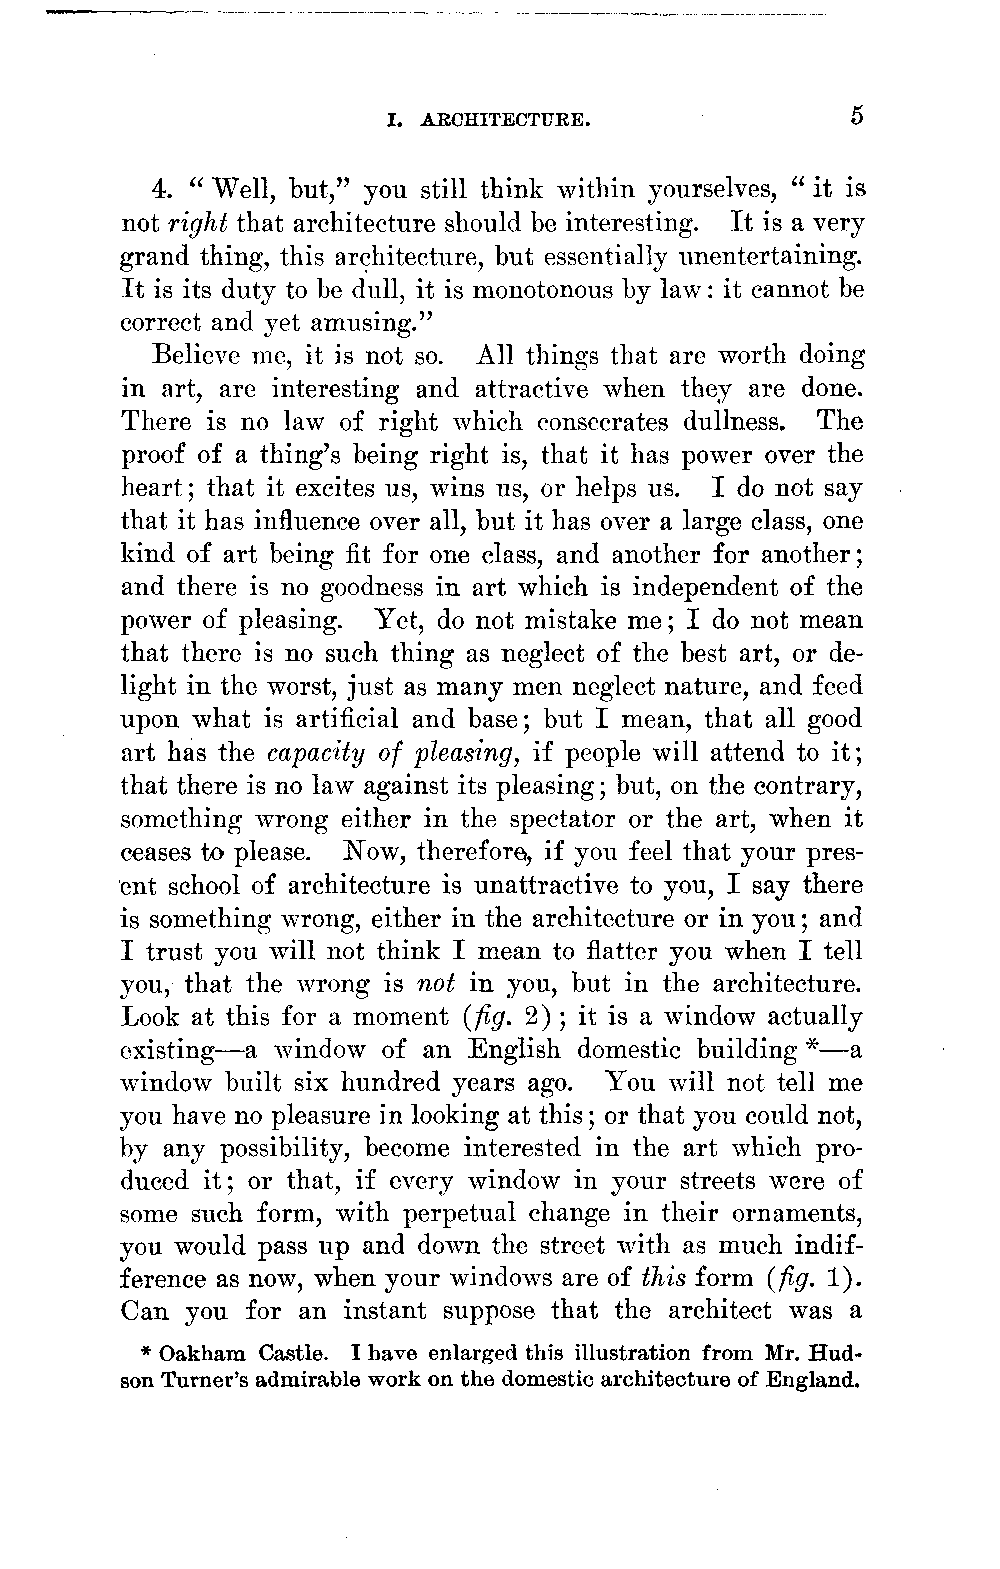 I. ARCHITECTURE. 5
4. “Well, but,” you still think within yourselves, “it is
not right that architecture should be interesting. It is a very
grand thing, this architecture, but essentially unentertaining.
It is its duty to be dull, it is monotonous by law: it cannot be
correct and yet amusing.”
Believe me, it is not so. All things that are worth doing
in art, are interesting and attractive when they are done.
There is no law of right which consecrates dullness. The
proof of a thing’s being right is, that it has power over the
heart; that it excites us, wins us, or helps us. I do not say
that it has influence over all, but it has over a large class, one
kind of art being fit for one class, and another for another;
and there is no goodness in art which is independent of the
power of pleasing. Yet, do not mistake me; I do not mean
that there is no such thing as neglect of the best art, or de-
light in the worst, just as many men neglect nature, and feed
upon what is artificial and base; but I mean, that all good
art has the capacity of pleasing, if people will attend to it;
that there is no law against its pleasing; but, on the contrary,
something wrong either in the spectator or the art, when it
ceases to please. Now, therefore, if you feel that your pres-
ent school of architecture is unattractive to you, I say there
is something wrong, either in the architecture or in you; and
I trust you will not think I mean to flatter you when I tell
you, that the wrong is not in you, but in the architecture.
Look at this for a moment (fig. 2); it is a window actually
existing—a window of an English domestic building *—a
window built six hundred years ago. You will not tell me
you have no pleasure in looking at this; or that you could not,
by any possibility, become interested in the art which pro-
duced it; or that, if every window in your streets were of
some such form, with perpetual change in their ornaments,
you would pass up and down the street with as much indif-
ference as now, when your windows are of this form (fig. 1).
Can you for an instant suppose that the architect was a
* Oakham Castle. I have enlarged this illustration from Mr. Hud-
son Turner’s admirable work on the domestic architecture of England.